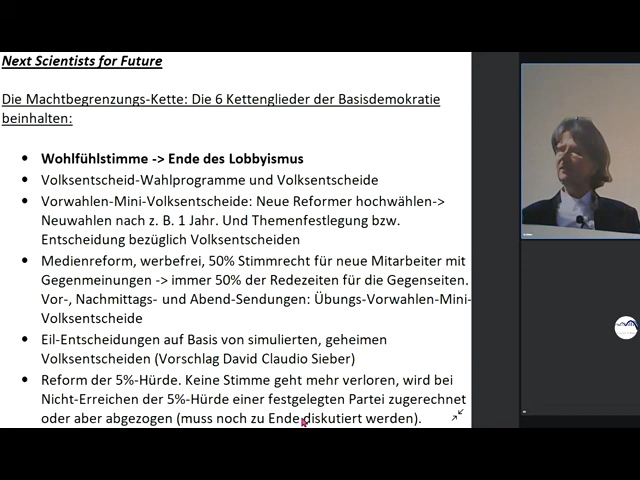 Next Scientists for Future
Die Machtbegrenzungs-Kette: Die 6 Kettenglieder der Basisdemokratie
beinhalten:
• Wohlfühlstimme -> Ende des Lobbyismus
• Volksentscheid-Wahlprogramme und Volksentscheide
• Vorwahlen-Mini-Volksentscheide: Neue Reformer hochwählen->
Neuwahlen nach z. B. 1 Jahr. Und Themenfestlegung bzw.
Entscheidung bezüglich Volksentscheiden
• Medienreform, werbefrei, 50% Stimmrecht für neue Mitarbeiter mit
Gegenmeinungen -> immer 50% der Redezeiten für die Gegenseiten.
Vor-, Nachmittags- und Abend-Sendungen: Übungs-Vorwahlen-Mini-
Volksentscheide
• Eil-Entscheidungen auf Basis von simulierten, geheimen
Volksentscheiden (Vorschlag David Claudio Sieber)
• Reform der 5%-Hürde. Keine Stimme geht mehr verloren, wird bei
Nicht-Erreichen der 5%-Hürde einer festgelegten Partei zugerechnet
oder aber abgezogen (muss noch zu Ende diskutiert werden).